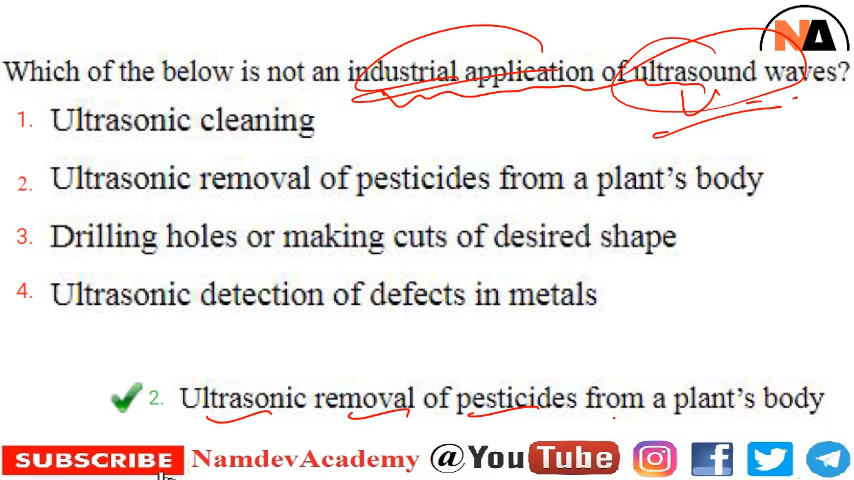 NA
Which of the below is not an industrial application of ultrasound waves?
1. Ultrasonic cleaning
2. Ultrasonic removal of pesticides from a plant's body
3. Drilling holes or making cuts of desired shape
4. Ultrasonic detection of defects in metals
2. Ultrasonic removal of pesticides from a plant's body
SUBSCRIBE NamdevAcademy @YouTube